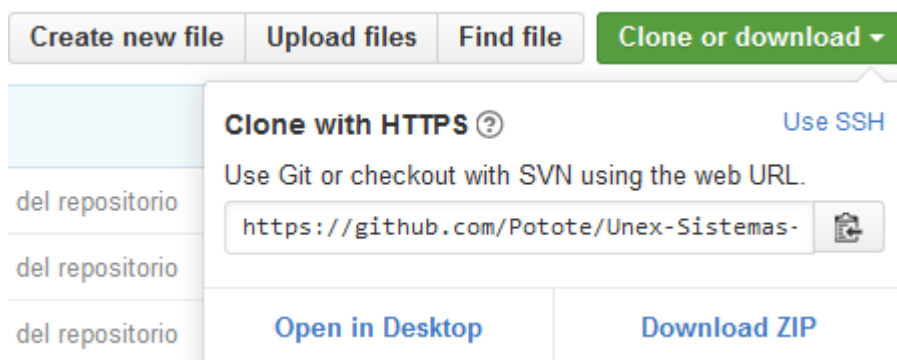 Create new file Upload files Find file Clone or download
Clone with HTTPS ? Use SSH
Use Git or checkout with SVN using the web URL.
del repositorio
https://github.com/Potote/Unex-Sistemas-
del repositorio
del repositorio
Open in Desktop Download ZIP